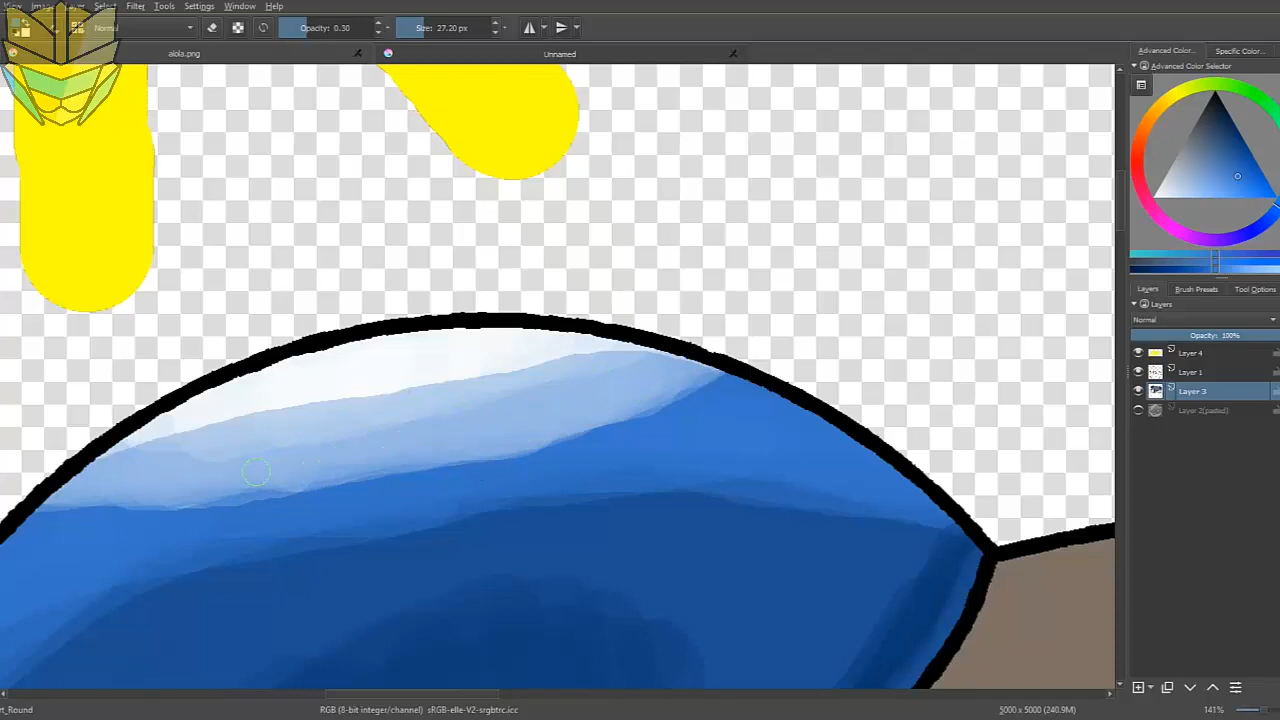 View Image Layer Select Filter Tools Settings Window Help
Normal Opacity: 0.30 Size: 27.20 px
alola.png Unnamed
Advanced Color... Specific Color...
Advanced Color Selector
Layers Brush Presets Tool Options
Layers
Normal
Opacity: 100%
Layer 4
Layer 1
Layer 3
Layer 2(pasted)
rt_Round RGB (8-bit integer/channel) sRGB-elle-V2-srgbtrc.icc 5000 x 5000 (240.9M) 141%